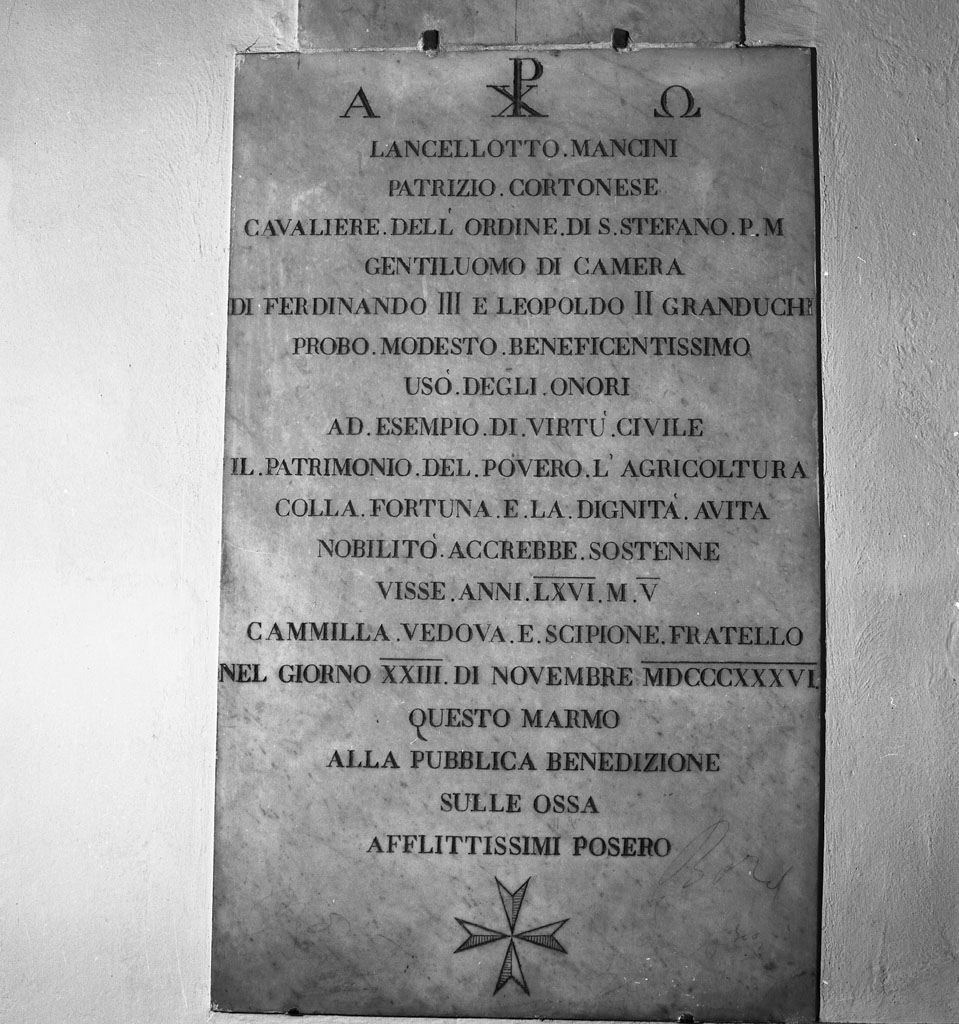 Α ☧ Ω
LANCELLOTTO.MANCINI
PATRIZIO.CORTONESE
CAVALIERE.DELL' ORDINE.DI S.STEFANO.P.M
GENTILUOMO DI CAMERA
DI FERDINANDO III E LEOPOLDO II GRANDUCHI
PROBO.MODESTO.BENEFICENTISSIMO
USÒ.DEGLI.ONORI
AD.ESEMPIO.DI.VIRTÙ.CIVILE
IL.PATRIMONIO.DEL.POVERO.L'AGRICOLTURA
COLLA.FORTUNA.E.LA.DIGNITÀ.AVITA
NOBILITÒ.ACCREBBE.SOSTENNE
VISSE.ANNI.LXVI.M.V
CAMMILLA.VEDOVA.E.SCIPIONE.FRATELLO
NEL GIORNO XXIII.DI NOVEMBRE MDCCCXXXVI.
QUESTO MARMO
ALLA PUBBLICA BENEDIZIONE
SULLE OSSA
AFFLITTISSIMI POSERO